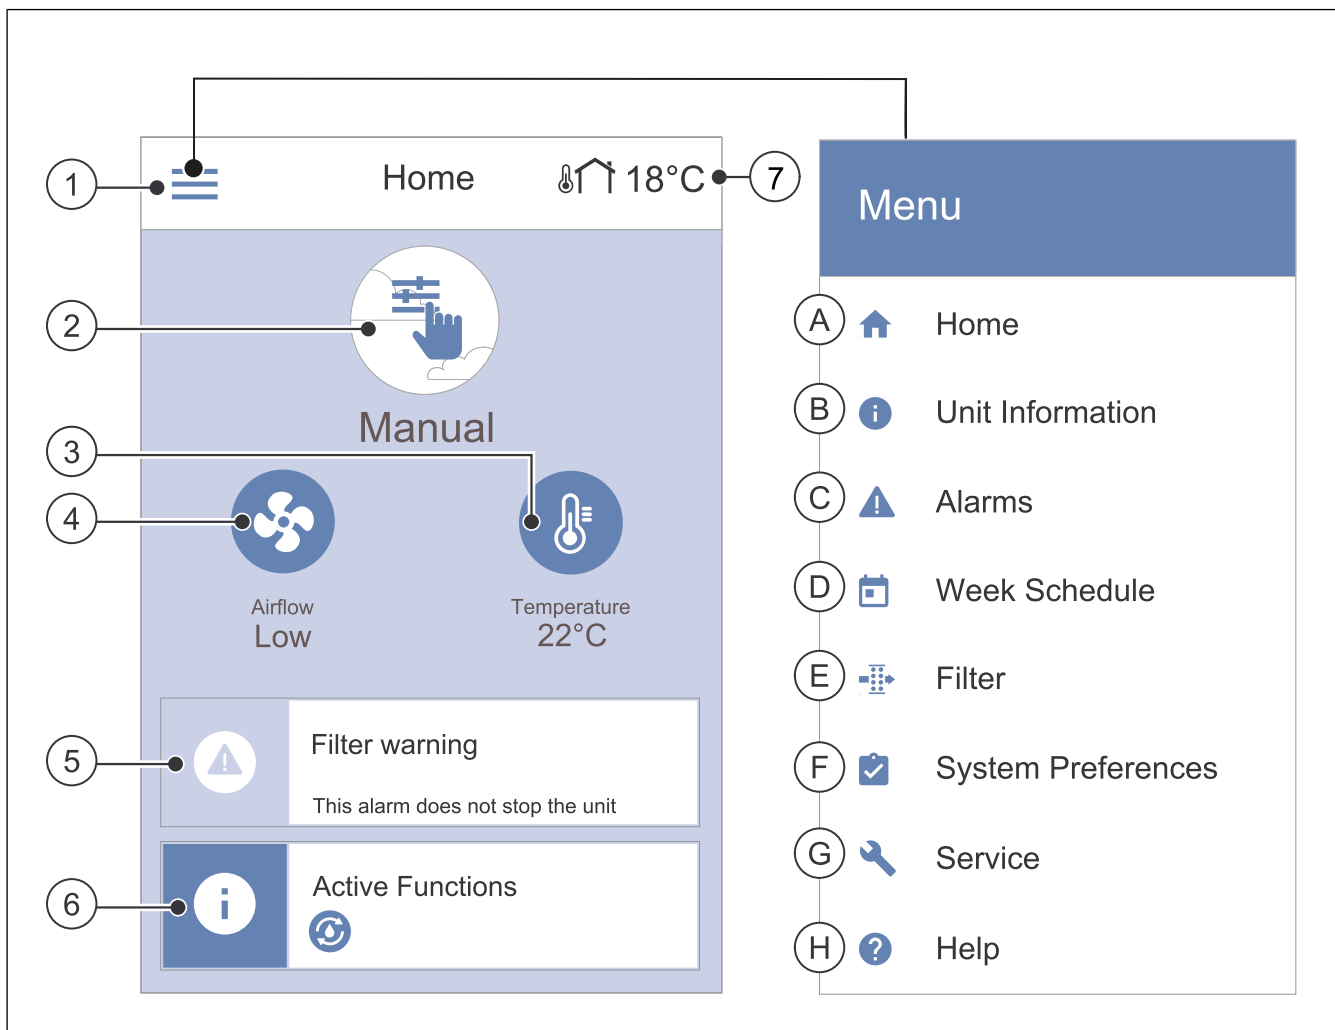 1
Home
18°C
7
2
Manual
3
4
Airflow
Low
Temperature
22°C
5
Filter warning
This alarm does not stop the unit
6
Active Functions
Menu
A Home
B Unit Information
C Alarms
D Week Schedule
E Filter
F System Preferences
G Service
H Help